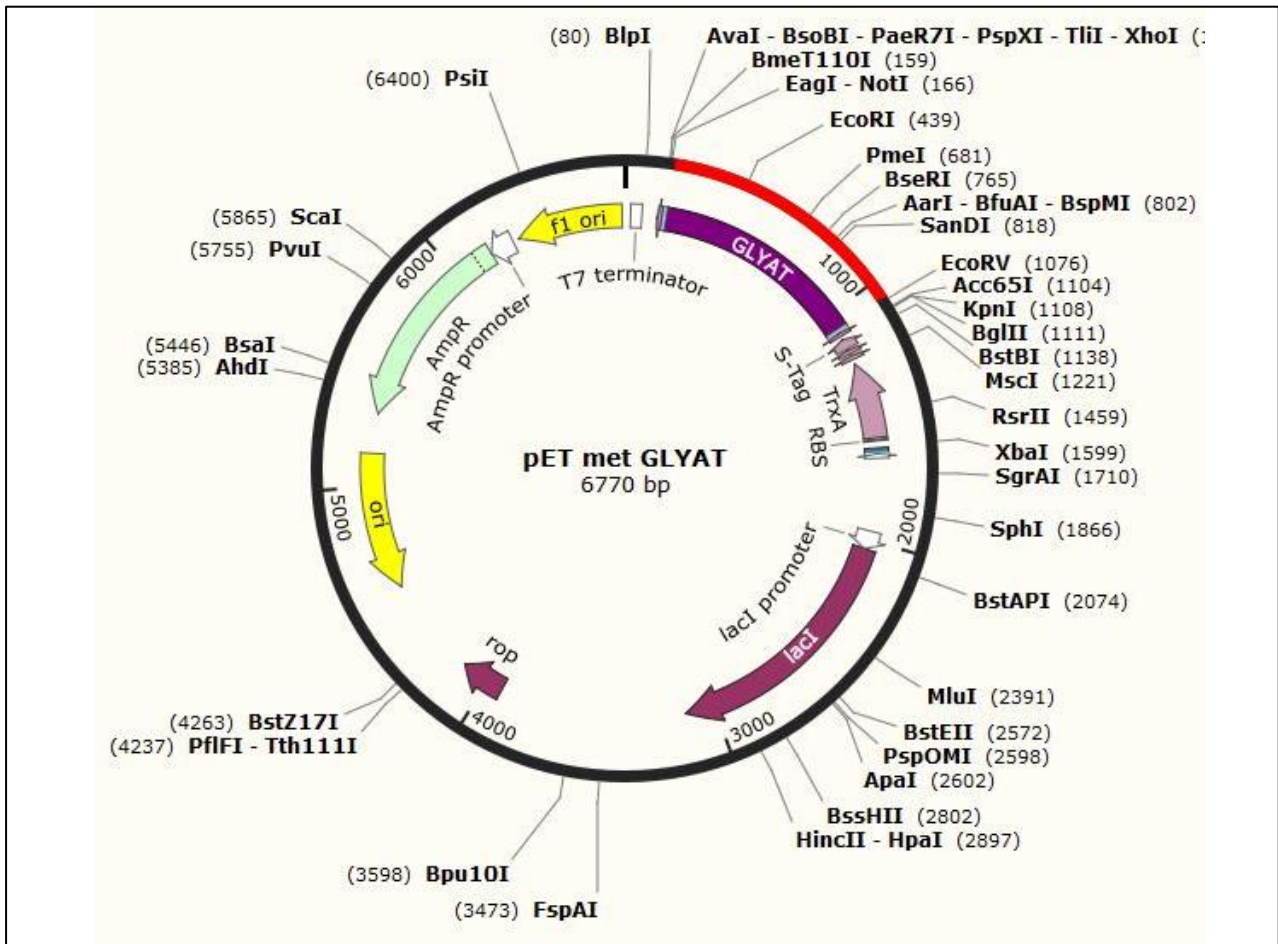 (80) BlpI
AvaI - BsoBI - PaeR7I - PspXI - TliI - XhoI
BmeT110I (159)
EagI - NotI (166)
(6400) PsiI
EcoRI (439)
PmeI (681)
BseRI (765)
AarI - BfuAI - BspMI (802)
SanDI (818)
(5865) ScaI
(5755) PvuI
EcoRV (1076)
Acc65I (1104)
KpnI (1108)
BglII (1111)
BstBI (1138)
MscI (1221)
(5446) BsaI
(5385) AhdI
RsrII (1459)
XbaI (1599)
SgrAI (1710)
SphI (1866)
BstAPI (2074)
MluI (2391)
BstEII (2572)
PspOMI (2598)
ApaI (2602)
BssHII (2802)
HincII - HpaI (2897)
(4263) BstZ17I
(4237) PflFI - Tth111I
(3598) Bpu10I
(3473) FspAI
f1 ori
T7 terminator
GLYAT
1000
6000
AmpR
AmpR promoter
S-Tag
TrxA
RBS
pET met GLYAT
6770 bp
5000
ori
2000
lacI promoter
lacI
rop
4000
3000